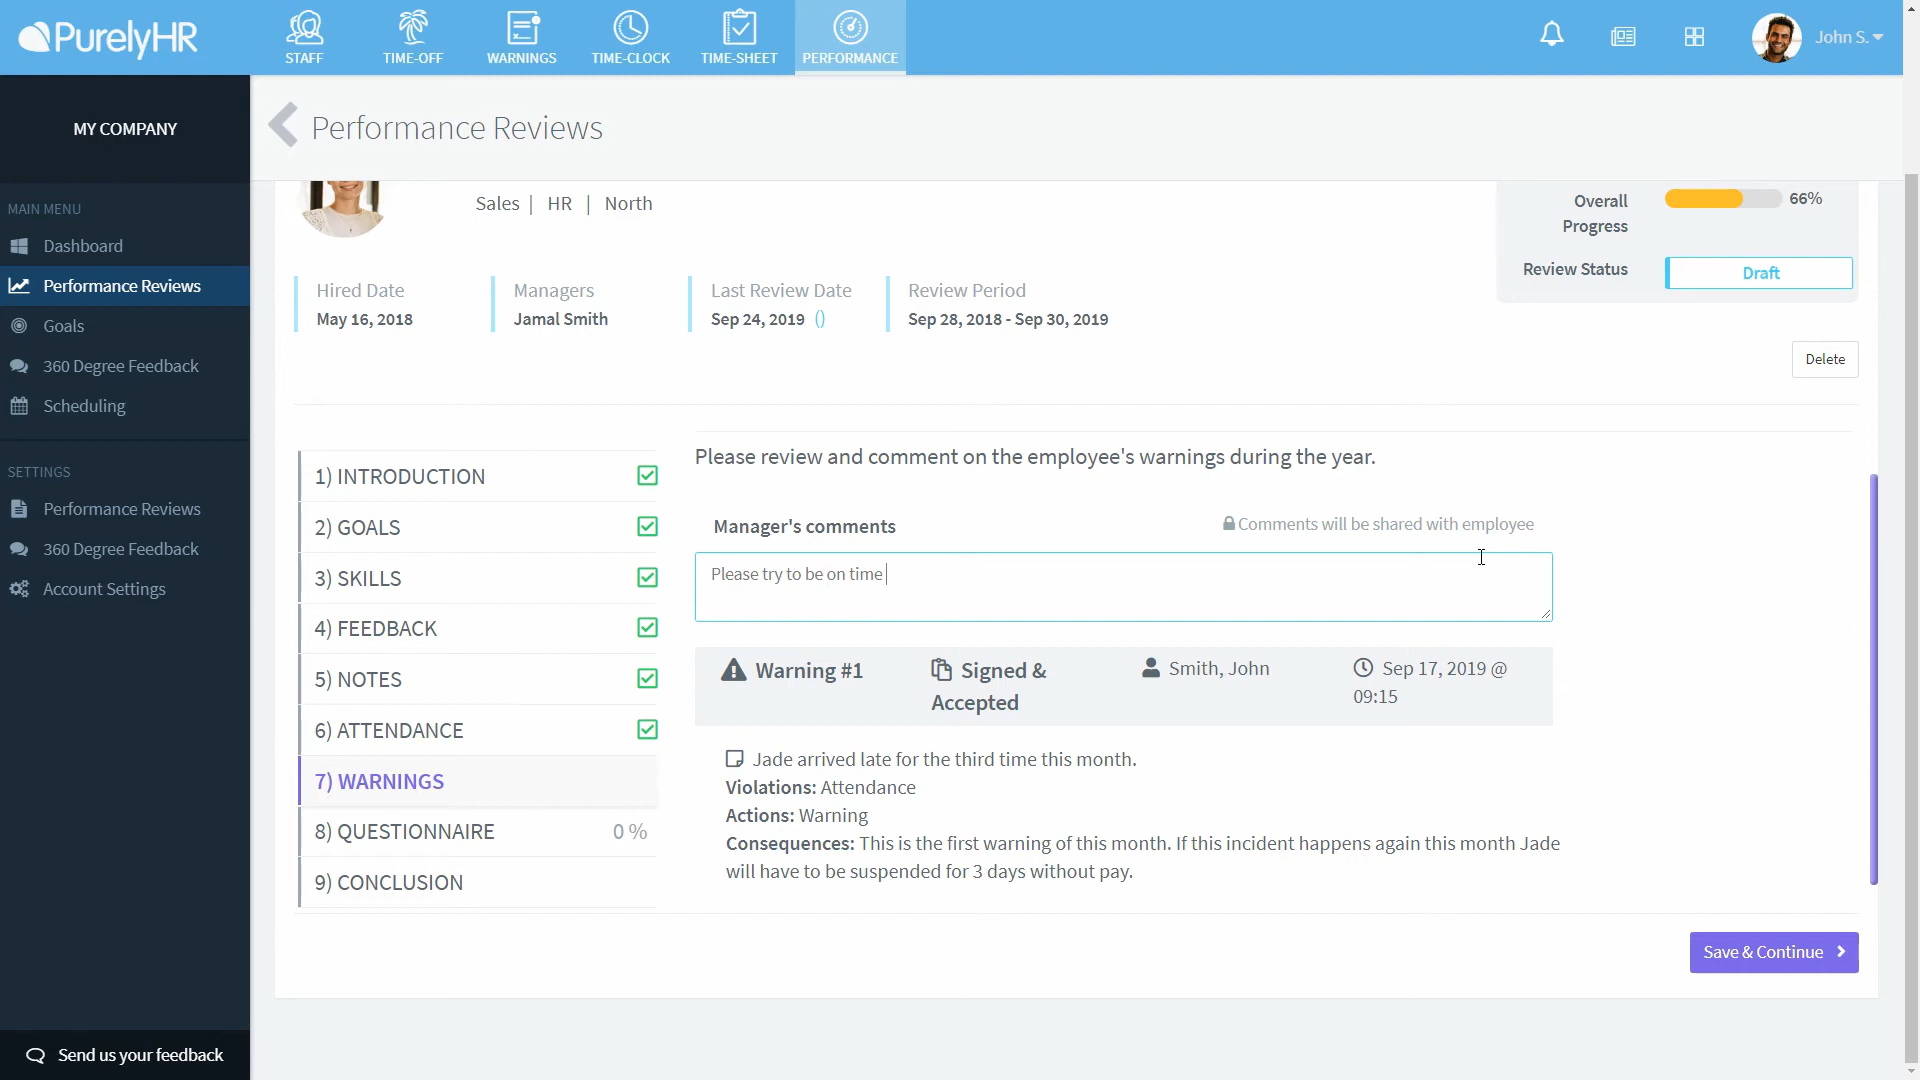 PurelyHR
STAFF
TIME-OFF
WARNINGS
TIME-CLOCK
TIME-SHEET
PERFORMANCE
John S.
MY COMPANY
Performance Reviews
MAIN MENU
Dashboard
Performance Reviews
Goals
360 Degree Feedback
Scheduling
SETTINGS
Performance Reviews
360 Degree Feedback
Account Settings
Send us your feedback
Sales | HR | North
Overall
Progress
66%
Review Status
Draft
Hired Date
May 16, 2018
Managers
Jamal Smith
Last Review Date
Sep 24, 2019 ()
Review Period
Sep 28, 2018 - Sep 30, 2019
Delete
1) INTRODUCTION
2) GOALS
3) SKILLS
4) FEEDBACK
5) NOTES
6) ATTENDANCE
7) WARNINGS
8) QUESTIONNAIRE 0 %
9) CONCLUSION
Please review and comment on the employee's warnings during the year.
Manager's comments
Comments will be shared with employee
Please try to be on time
Warning #1
Signed &
Accepted
Smith, John
Sep 17, 2019 @
09:15
Jade arrived late for the third time this month.
Violations: Attendance
Actions: Warning
Consequences: This is the first warning of this month. If this incident happens again this month Jade
will have to be suspended for 3 days without pay.
Save & Continue